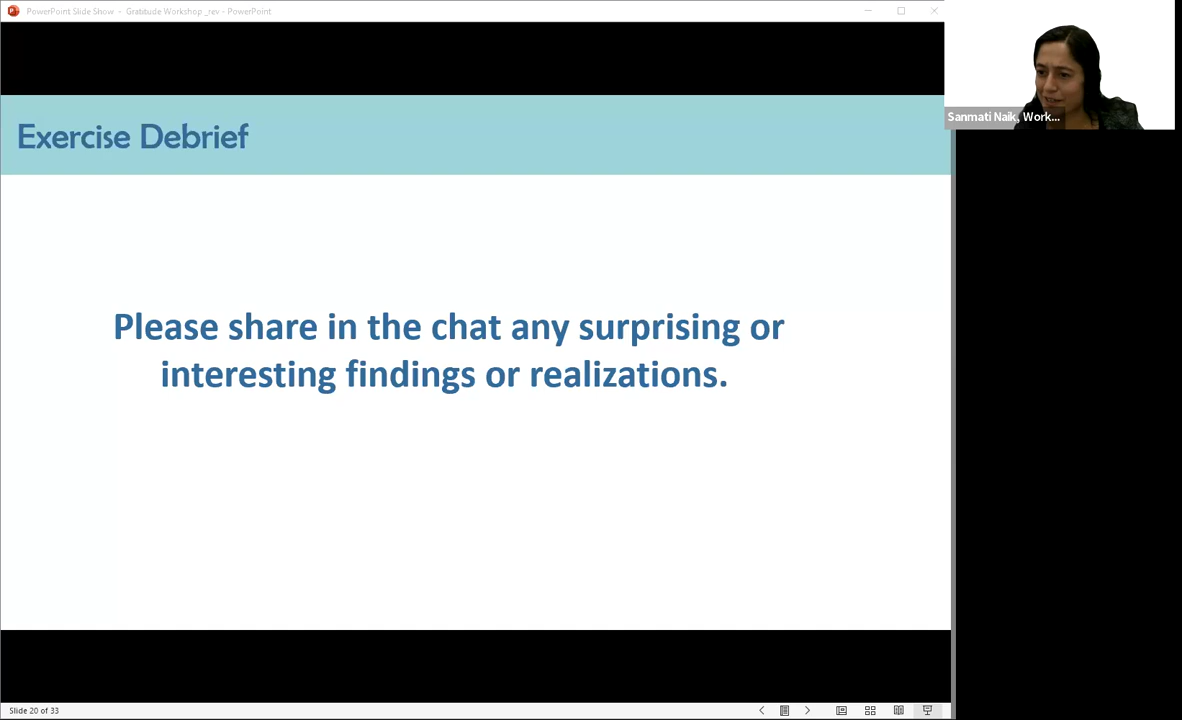 PowerPoint Slide Show - Gratitude Workshop _rev - PowerPoint
Sanmati Naik, Work...
Exercise Debrief
Please share in the chat any surprising or
interesting findings or realizations.
Slide 20 of 33